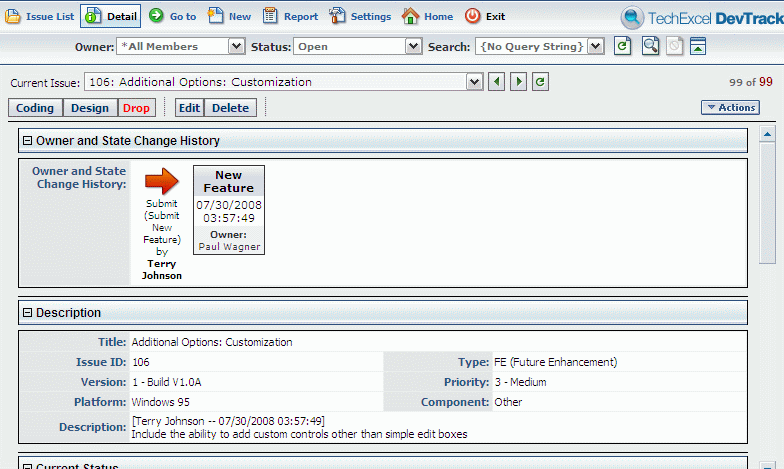 Issue List Detail Go to New Report Settings Home Exit TechExcel DevTrack
Owner: *All Members Status: Open Search: {No Query String}
Current Issue: 106: Additional Options: Customization 99 of 99
Coding Design Drop Edit Delete Actions
Owner and State Change History
Owner and State
Change History:
Submit
(Submit
New
Feature)
by
Terry
Johnson
New
Feature
07/30/2008
03:57:49
Owner:
Paul Wagner
Description
Title: Additional Options: Customization
Issue ID: 106 Type: FE (Future Enhancement)
Version: 1 - Build V1.0A Priority: 3 - Medium
Platform: Windows 95 Component: Other
Description: [Terry Johnson -- 07/30/2008 03:57:49]
Include the ability to add custom controls other than simple edit boxes
Current Status